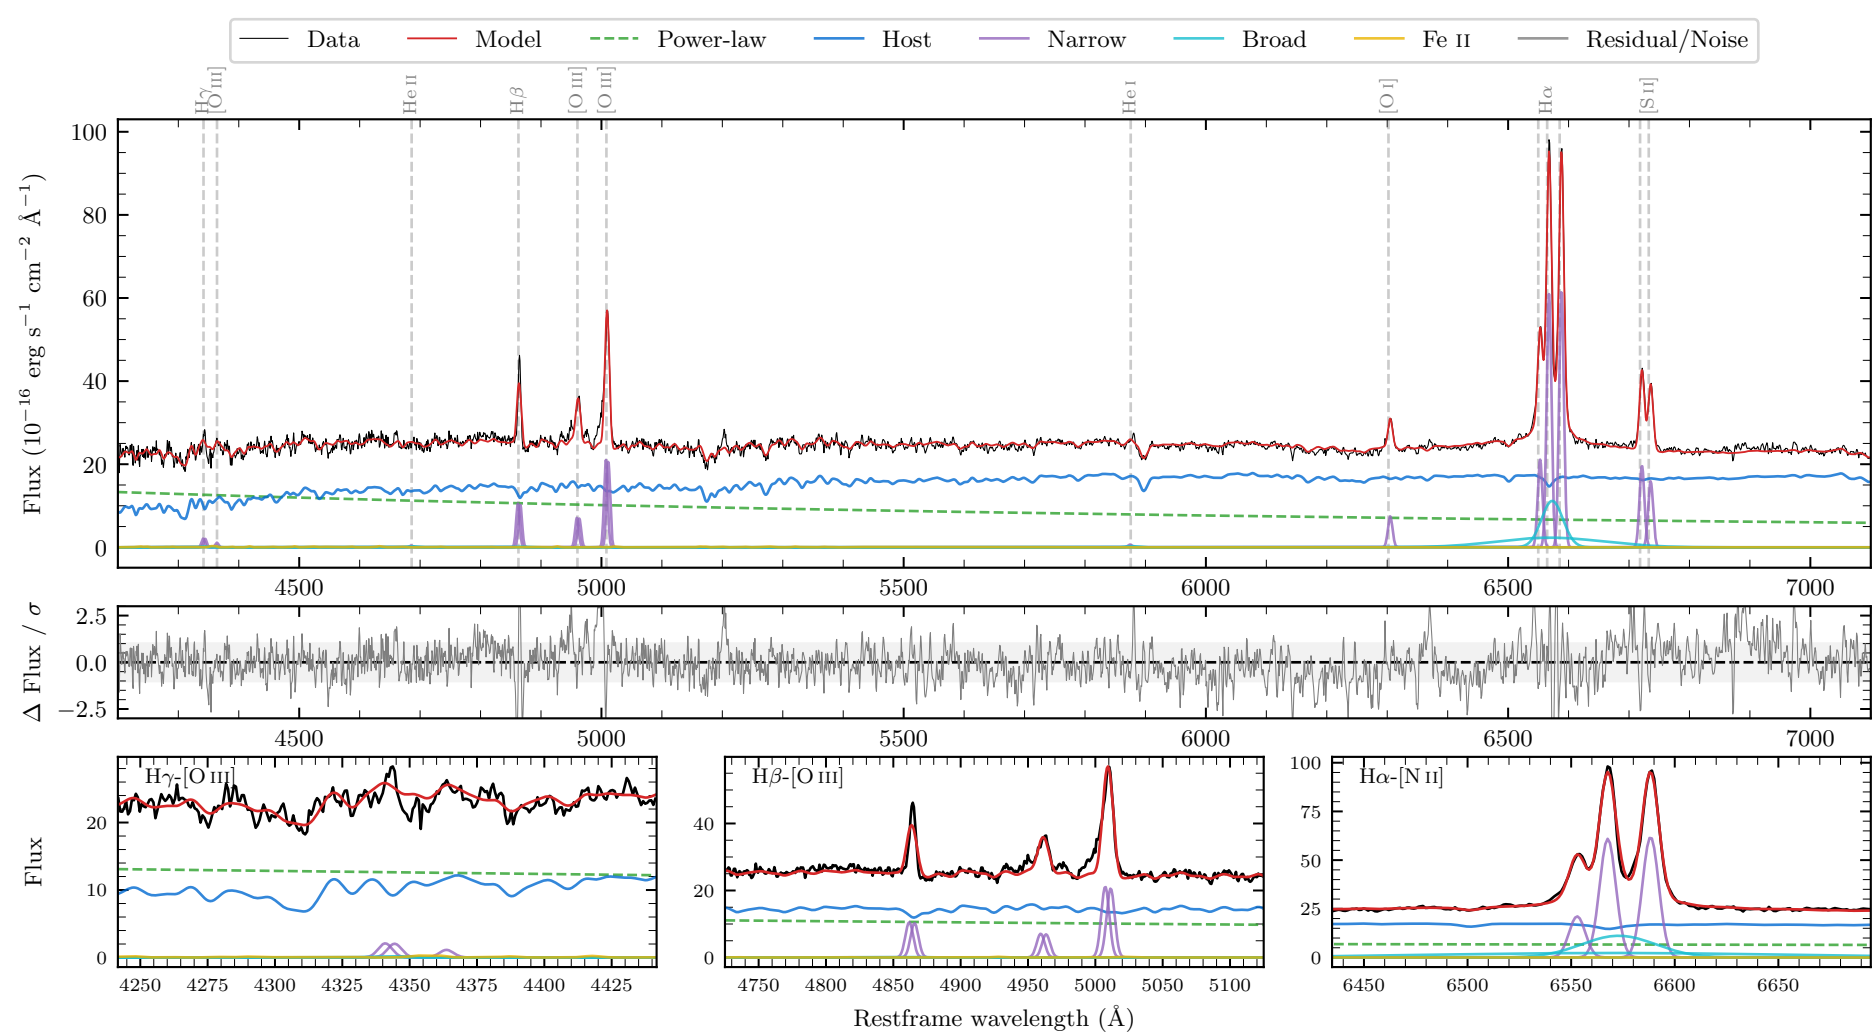 Data Model Power-law Host Narrow Broad Fe II Residual/Noise
Hγ [O III] He II Hβ [O III] [O III] He I [O I] Hα [S II]
Flux (10⁻¹⁶ erg s⁻¹ cm⁻² Å⁻¹)
100
80
60
40
20
0
4500 5000 5500 6000 6500 7000
Δ Flux / σ
2.5
0.0
−2.5
4500 5000 5500 6000 6500 7000
Flux
Hγ-[O III]
20
10
0
4250 4275 4300 4325 4350 4375 4400 4425
Hβ-[O III]
40
20
0
4750 4800 4850 4900 4950 5000 5050 5100
Hα-[N II]
100
75
50
25
0
6450 6500 6550 6600 6650
Restframe wavelength (Å)